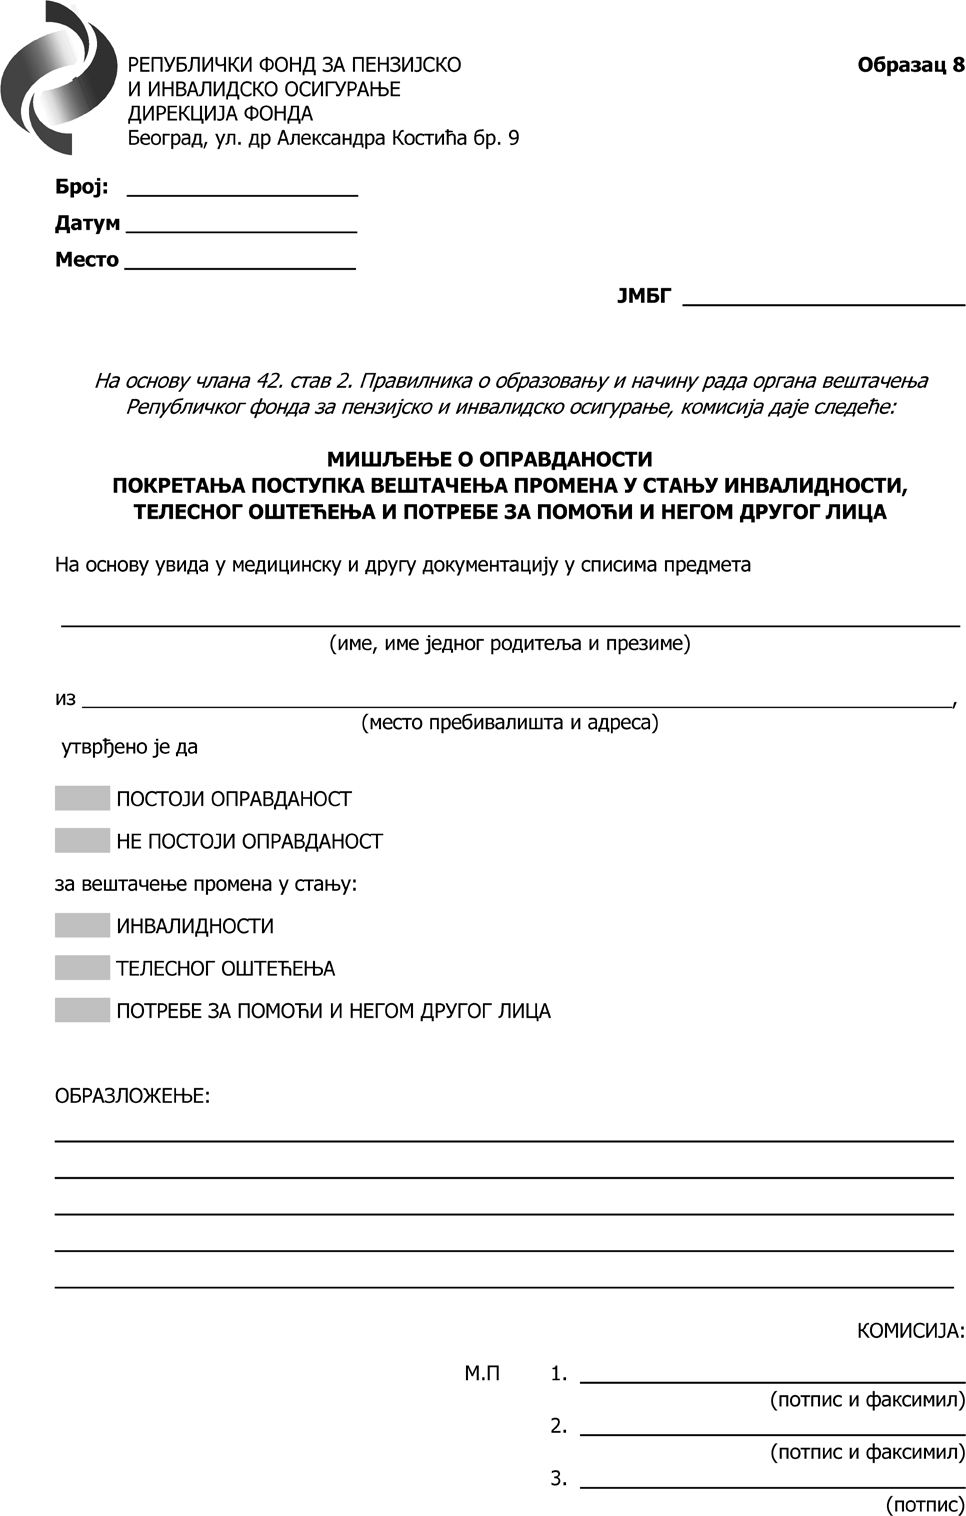 РЕПУБЛИЧКИ ФОНД ЗА ПЕНЗИЈСКО
Образац 8
И ИНВАЛИДСКО ОСИГУРАЊЕ
ДИРЕКЦИЈА ФОНДА
Београд, ул. др Александра Костића бр. 9
Број:
Датум
Место
ЈМБГ
На основу члана 42. став 2. Правилника о образовању и начину рада органа вештачења
Републичког фонда за пензијско и инвалидско осигурање, комисија даје следеће:
МИШЉЕЊЕ О ОПРАВДАНОСТИ
ПОКРЕТАЊА ПОСТУПКА ВЕШТАЧЕЊА ПРОМЕНА У СТАЊУ ИНВАЛИДНОСТИ,
ТЕЛЕСНОГ ОШТЕЋЕЊА И ПОТРЕБЕ ЗА ПОМОЋИ И НЕГОМ ДРУГОГ ЛИЦА
На основу увида у медицинску и другу документацију у списима предмета
(име, име једног родитеља и презиме)
из ,
(место пребивалишта и адреса)
утврђено је да
ПОСТОЈИ ОПРАВДАНОСТ
НЕ ПОСТОЈИ ОПРАВДАНОСТ
за вештачење промена у стању:
ИНВАЛИДНОСТИ
ТЕЛЕСНОГ ОШТЕЋЕЊА
ПОТРЕБЕ ЗА ПОМОЋИ И НЕГОМ ДРУГОГ ЛИЦА
ОБРАЗЛОЖЕЊЕ:
КОМИСИЈА:
М.П 1.
(потпис и факсимил)
2.
(потпис и факсимил)
3.
(потпис)